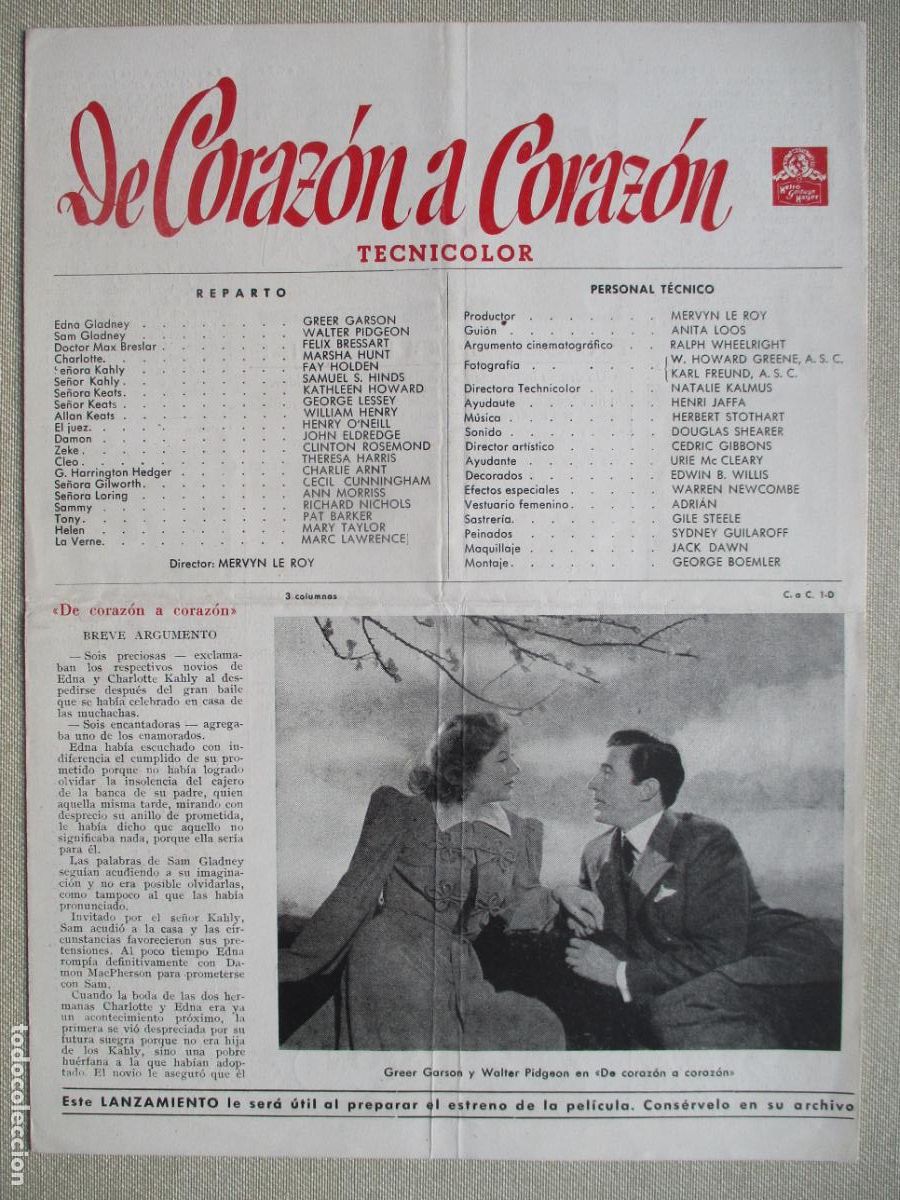 De Corazón a Corazón
Metro Goldwyn Mayer
TECNICOLOR
REPARTO
Edna Gladney . . . . . . . . GREER GARSON
Sam Gladney . . . . . . . . WALTER PIDGEON
Doctor Max Breslar . . . . . . . FELIX BRESSART
Charlotte. . . . . . . . . MARSHA HUNT
Señora Kahly . . . . . . . . FAY HOLDEN
Señor Kahly . . . . . . . . SAMUEL S. HINDS
Señora Keats. . . . . . . . KATHLEEN HOWARD
Señor Keats . . . . . . . . GEORGE LESSEY
Allan Keats . . . . . . . . WILLIAM HENRY
El juez. . . . . . . . . HENRY O'NEILL
Damon . . . . . . . . . JOHN ELDREDGE
Zeke. . . . . . . . . . CLINTON ROSEMOND
Cleo . . . . . . . . . THERESA HARRIS
G. Harrington Hedger . . . . . . CHARLIE ARNT
Señora Gilworth. . . . . . . CECIL CUNNINGHAM
Señora Loring . . . . . . . ANN MORRISS
Sammy . . . . . . . . . RICHARD NICHOLS
Tony. . . . . . . . . . PAT BARKER
Helen . . . . . . . . . MARY TAYLOR
La Verne. . . . . . . . . MARC LAWRENCE
Director: MERVYN LE ROY
PERSONAL TÉCNICO
Productor . . . . . . . MERVYN LE ROY
Guión. . . . . . . . ANITA LOOS
Argumento cinematográfico . . RALPH WHEELRIGHT
Fotografía . . . . . . . W. HOWARD GREENE, A. S. C.
KARL FREUND, A. S. C.
Directora Technicolor . . . . NATALIE KALMUS
Ayudaute . . . . . . . HENRI JAFFA
Música . . . . . . . . HERBERT STOTHART
Sonido . . . . . . . . DOUGLAS SHEARER
Director artístico . . . . . CEDRIC GIBBONS
Ayudante . . . . . . . URIE Mc CLEARY
Decorados . . . . . . . EDWIN B. WILLIS
Efectos especiales . . . . . WARREN NEWCOMBE
Vestuario femenino. . . . . ADRIÁN
Sastrería. . . . . . . . GILE STEELE
Peinados . . . . . . . SYDNEY GUILAROFF
Maquillaje . . . . . . . JACK DAWN
Montaje. . . . . . . . GEORGE BOEMLER
3 columnas
C. a C. 1-D
«De corazón a corazón»
BREVE ARGUMENTO
— Sois preciosas — exclama-
ban los respectivos novios de
Edna y Charlotte Kahly al des-
pedirse después del gran baile
que se había celebrado en casa de
las muchachas.
— Sois encantadoras — agrega-
ba uno de los enamorados.
Edna había escuchado con in-
diferencia el cumplido de su pro-
metido porque no había logrado
olvidar la insolencia del cajero
de la banca de su padre, quien
aquella misma tarde, mirando con
desprecio su anillo de prometida,
le había dicho que aquello no
significaba nada, porque ella sería
para él.
Las palabras de Sam Gladney
seguían acudiendo a su imagina-
ción y no era posible olvidarlas,
como tampoco al que las había
pronunciado.
Invitado por el señor Kahly,
Sam acudió a la casa y las cir-
cunstancias favorecieron sus pre-
tensiones. Al poco tiempo Edna
rompía definitivamente con Da-
mon MacPherson para prometerse
con Sam.
Cuando la boda de las dos her-
manas Charlotte y Edna era ya
un acontecimiento próximo, la
primera se vió despreciada por su
futura suegra porque no era hija
de los Kahly, sino una pobre
huérfana a la que habían adop-
tado. El novio le aseguró que él
Greer Garson y Walter Pidgeon en «De corazón a corazón»
Este LANZAMIENTO le será útil al preparar el estreno de la película. Consérvelo en su archivo
todocoleccion